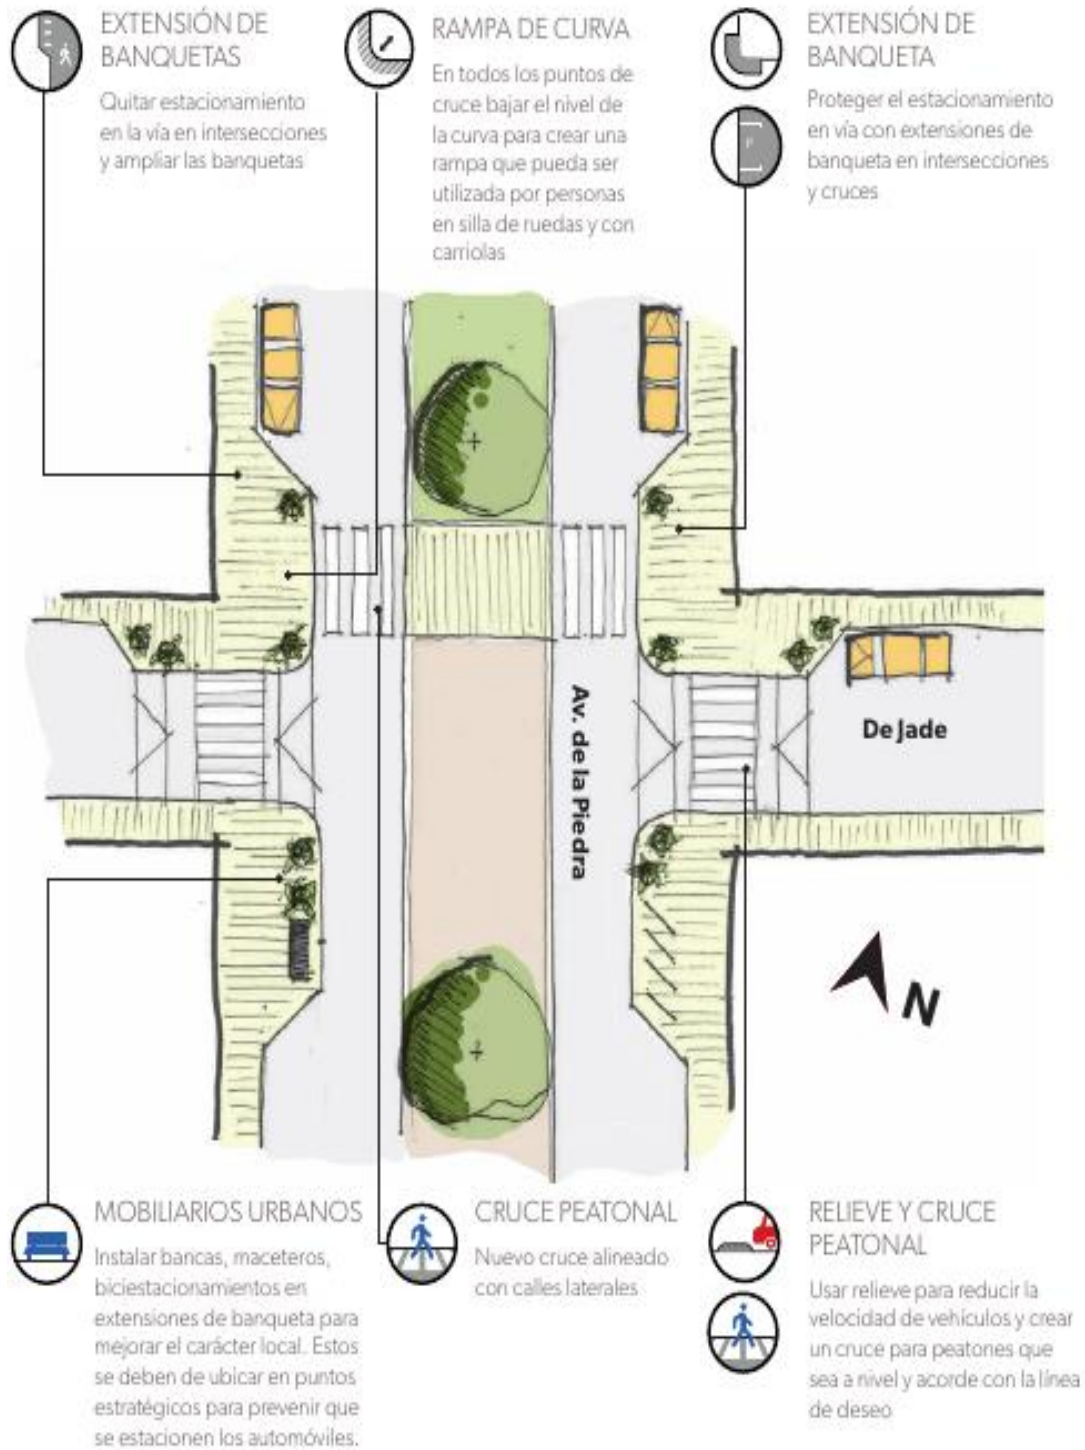 EXTENSIÓN DE
BANQUETAS
Quitar estacionamiento
en la vía en intersecciones
y ampliar las banquetas
RAMPA DE CURVA
En todos los puntos de
cruce bajar el nivel de
la curva para crear una
rampa que pueda ser
utilizada por personas
en silla de ruedas y con
carriolas
EXTENSIÓN DE
BANQUETA
Proteger el estacionamiento
en vía con extensiones de
banqueta en intersecciones
y cruces
P
Av. de la Piedra
De Jade
N
MOBILIARIOS URBANOS
Instalar bancas, maceteros,
biciestacionamientos en
extensiones de banqueta para
mejorar el carácter local. Estos
se deben de ubicar en puntos
estratégicos para prevenir que
se estacionen los automóviles.
CRUCE PEATONAL
Nuevo cruce alineado
con calles laterales
RELIEVE Y CRUCE
PEATONAL
Usar relieve para reducir la
velocidad de vehículos y crear
un cruce para peatones que
sea a nivel y acorde con la línea
de deseo